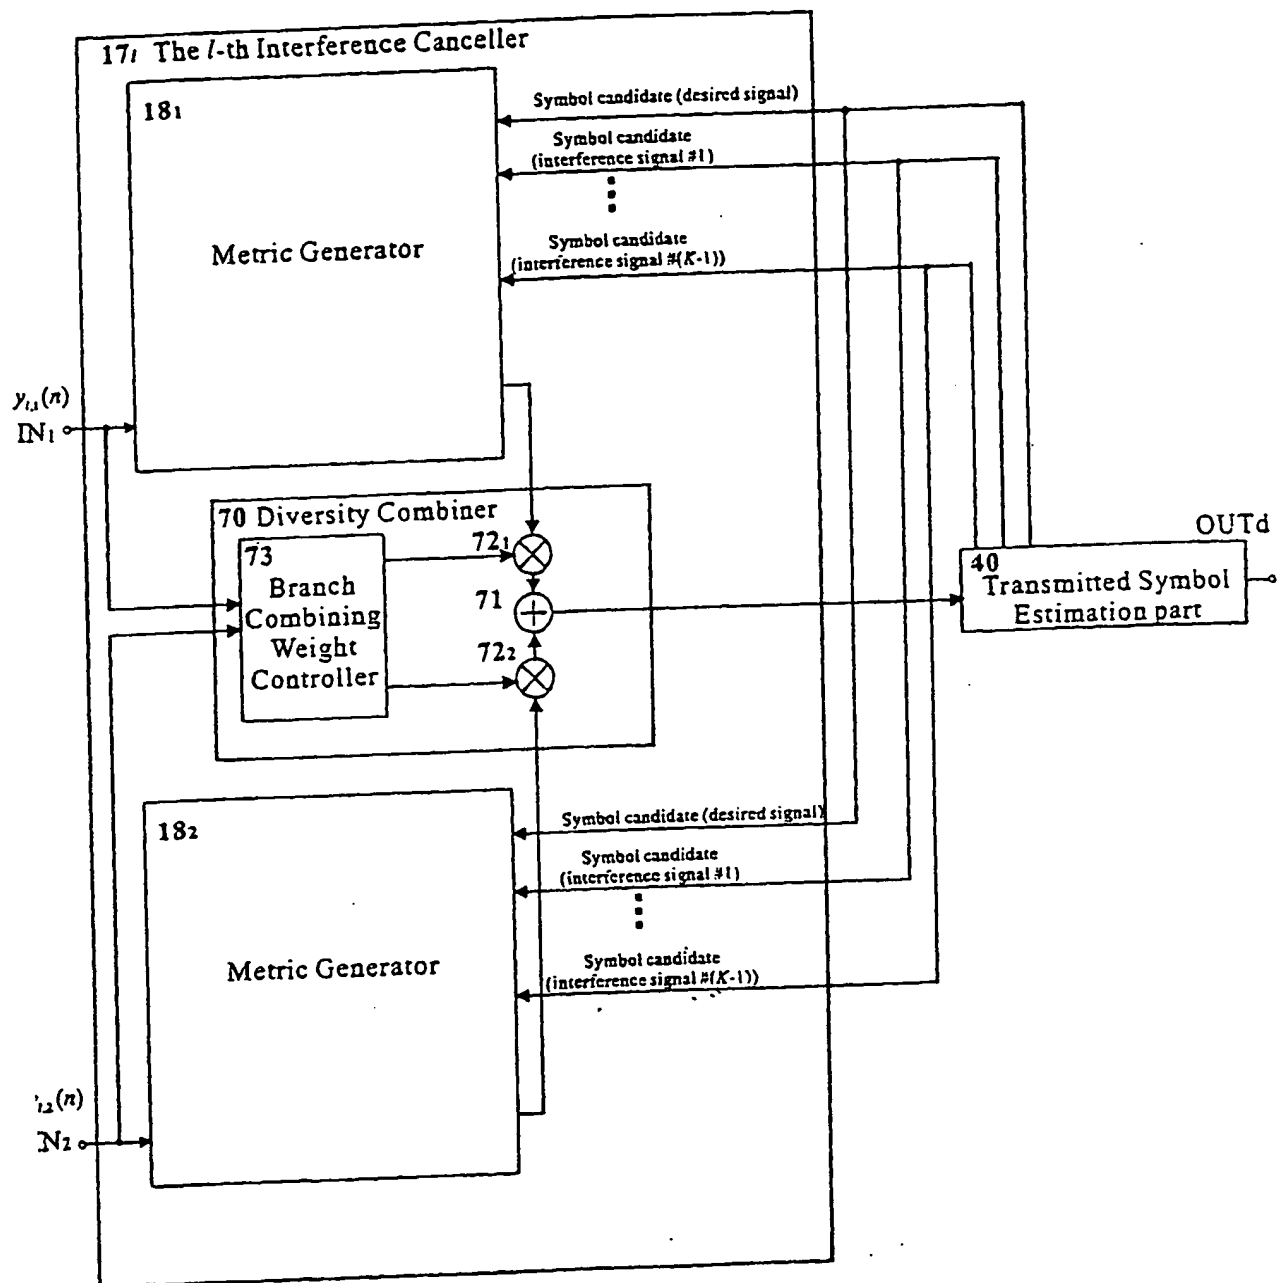 17l The l-th Interference Canceller
181
Symbol candidate (desired signal)
Symbol candidate
(interference signal #1)
Metric Generator
Symbol candidate
(interference signal #(K-1))
yl,1(n)
IN1
70 Diversity Combiner
73
Branch
Combining
Weight
Controller
721
71
722
OUTd
40
Transmitted Symbol
Estimation part
182
Symbol candidate (desired signal)
Symbol candidate
(interference signal #1)
Metric Generator
Symbol candidate
(interference signal #(K-1))
l,2(n)
N2